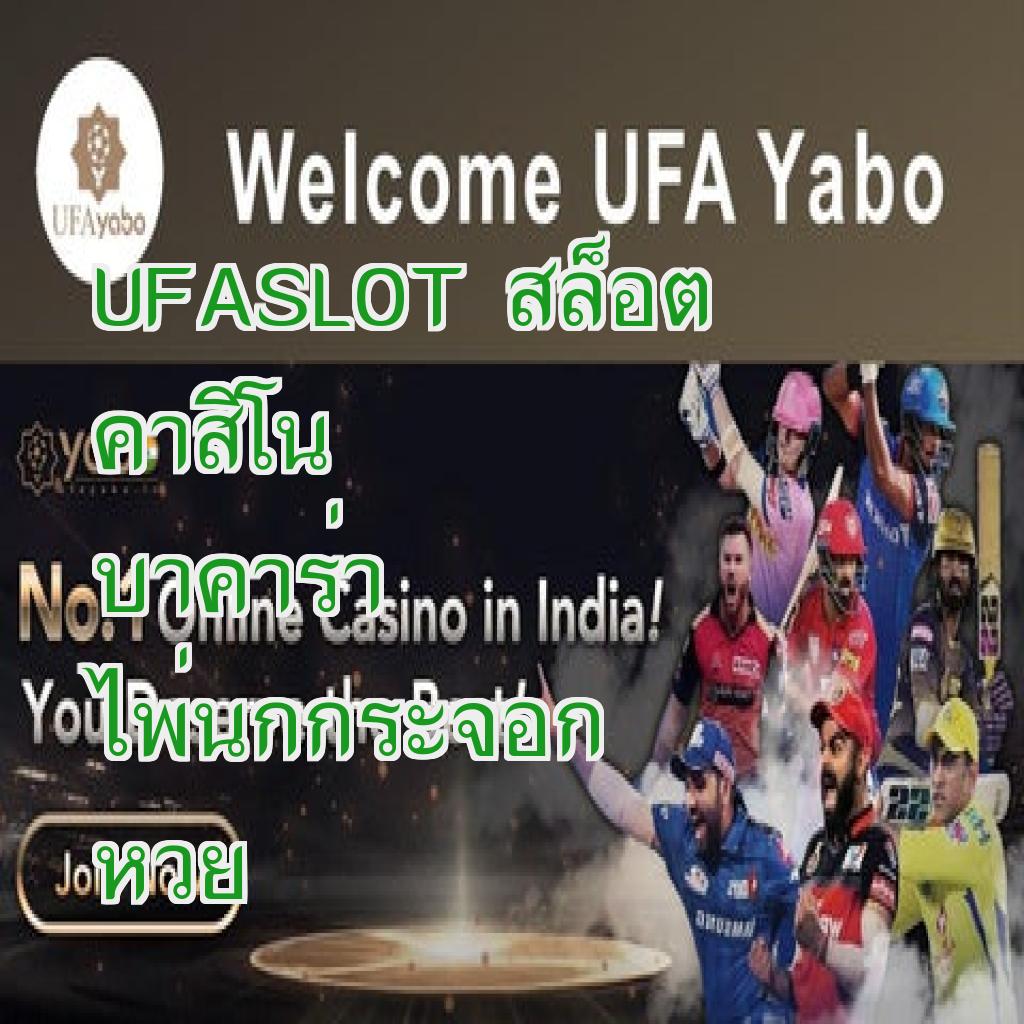 UFAyabo
Welcome UFA Yabo
UFASLOT สล็อต
คาสิโน
บาคาร่า
No.1 Online Casino in India!
ไพ่นกกระจอก
You
หวย
22